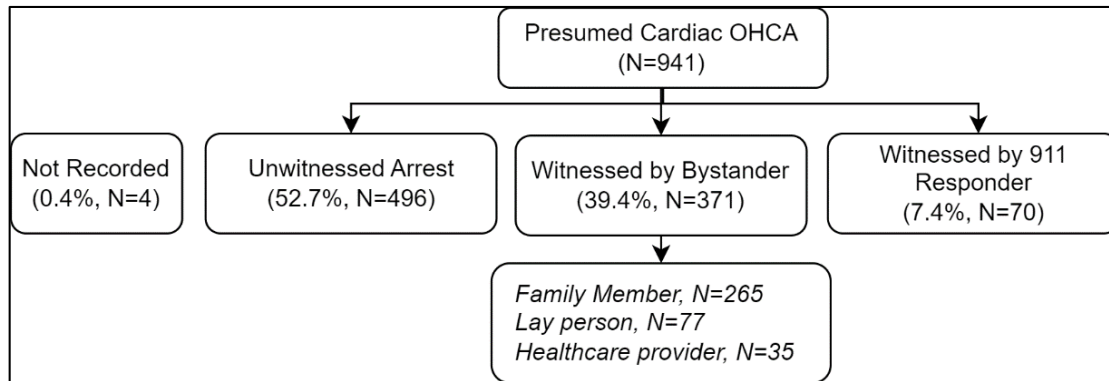 Presumed Cardiac OHCA
(N=941)
Not Recorded
(0.4%, N=4)
Unwitnessed Arrest
(52.7%, N=496)
Witnessed by Bystander
(39.4%, N=371)
Witnessed by 911
Responder
(7.4%, N=70)
Family Member, N=265
Lay person, N=77
Healthcare provider, N=35